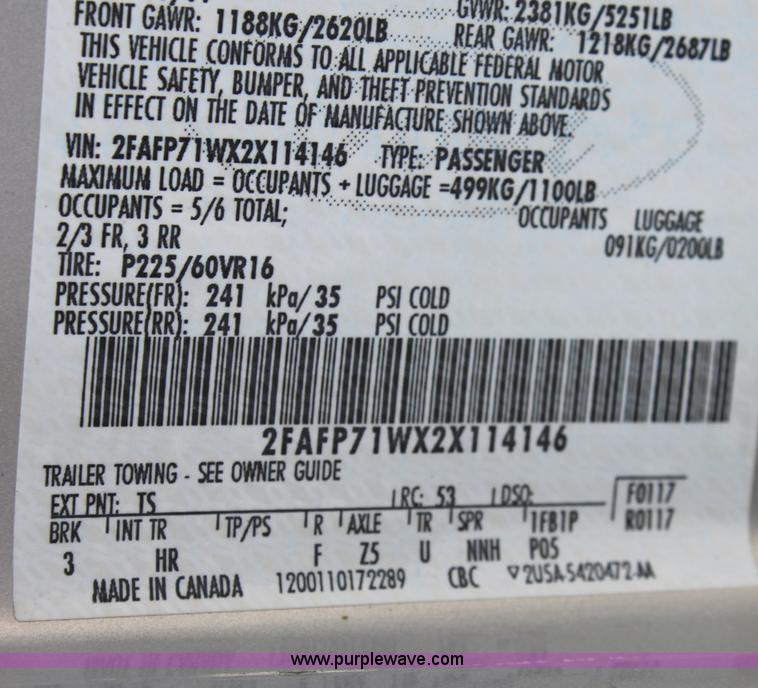 GVWR: 2381KG/5251LB
FRONT GAWR: 1188KG/2620LB REAR GAWR: 1218KG/2687LB
THIS VEHICLE CONFORMS TO ALL APPLICABLE FEDERAL MOTOR
VEHICLE SAFETY, BUMPER, AND THEFT PREVENTION STANDARDS
IN EFFECT ON THE DATE OF MANUFACTURE SHOWN ABOVE.
VIN: 2FAFP71WX2X114146 TYPE: PASSENGER
MAXIMUM LOAD = OCCUPANTS + LUGGAGE =499KG/1100LB
OCCUPANTS = 5/6 TOTAL; OCCUPANTS LUGGAGE
2/3 FR, 3 RR 091KG/0200LB
TIRE: P225/60VR16
PRESSURE(FR): 241 kPa/ 35 PSI COLD
PRESSURE(RR): 241 kPa/ 35 PSI COLD
2FAFP71WX2X114146
TRAILER TOWING - SEE OWNER GUIDE
EXT PNT: TS RC: 53 DSO: F0117
BRK INT TR TP/PS R AXLE TR SPR 1FB1P R0117
3 HR F Z5 U NNH P05
MADE IN CANADA 1200110172289 CBC ▽2USA-5420472-AA
www.purplewave.com